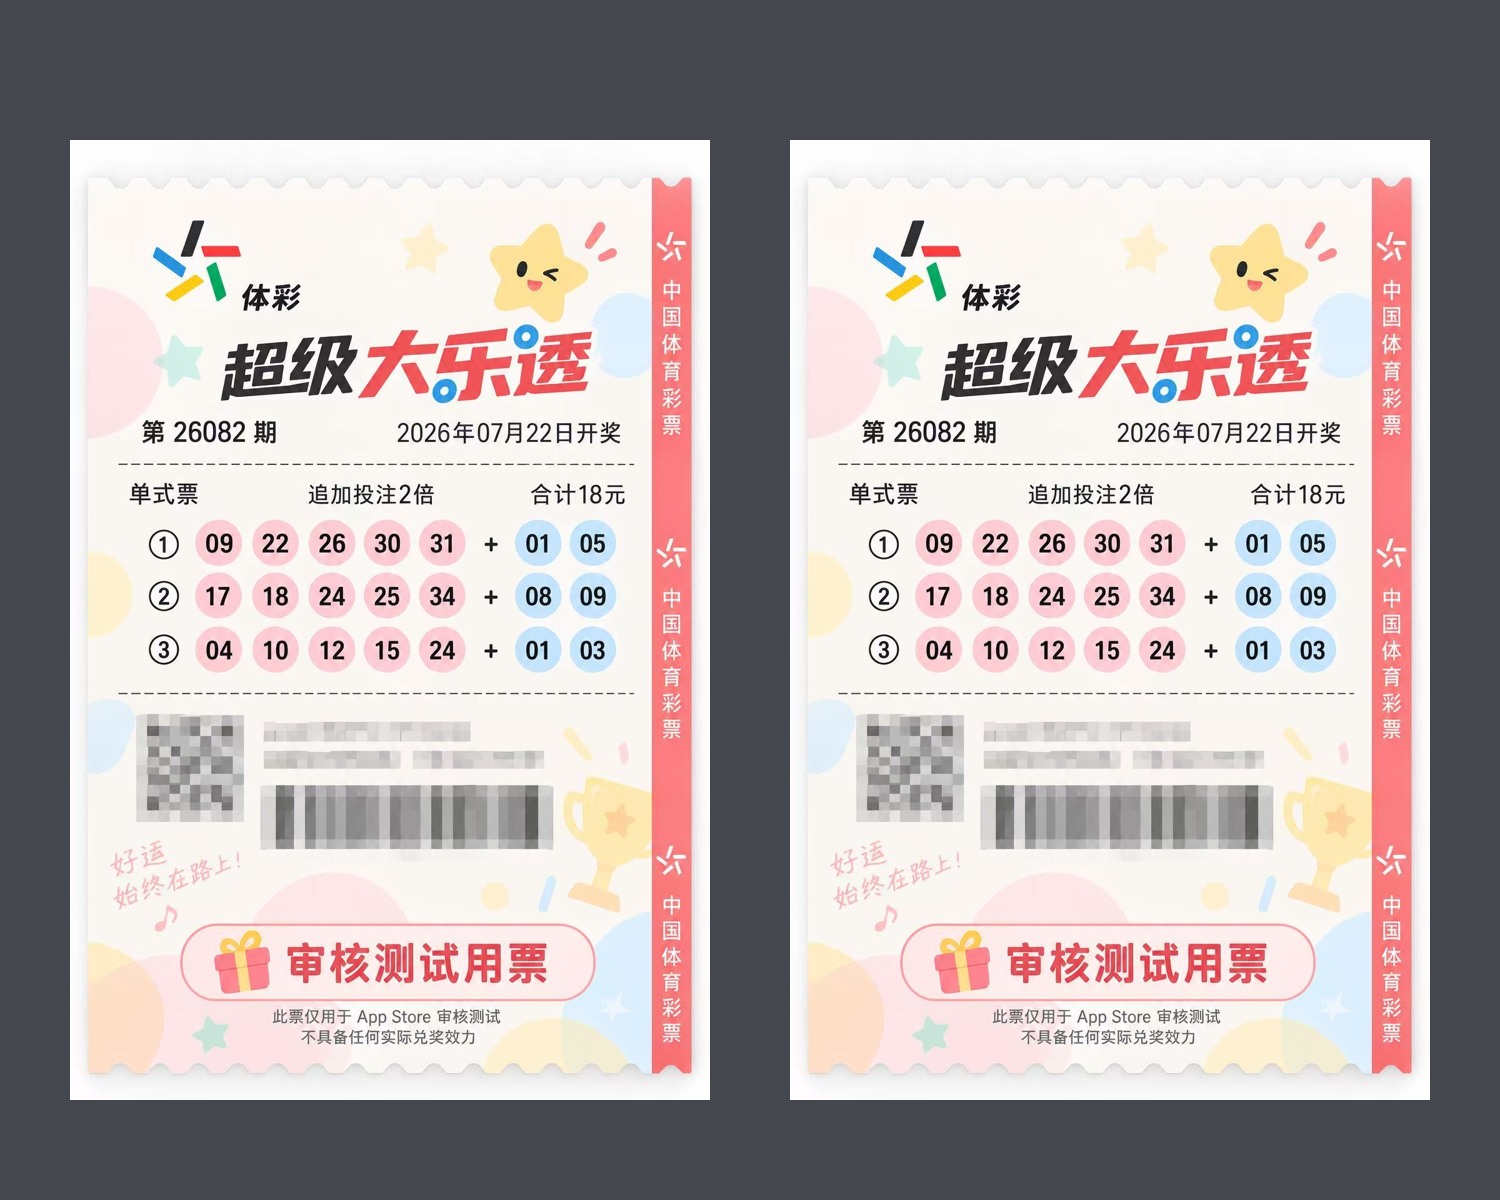 体彩
超级大乐透
第 26082 期 2026年07月22日开奖
单式票 追加投注2倍 合计18元
① 09 22 26 30 31 + 01 05
② 17 18 24 25 34 + 08 09
③ 04 10 12 15 24 + 01 03
好运
始终在路上!
审核测试用票
此票仅用于 App Store 审核测试
不具备任何实际兑奖效力
中国体育彩票
中国体育彩票
中国体育彩票
体彩
超级大乐透
第 26082 期 2026年07月22日开奖
单式票 追加投注2倍 合计18元
① 09 22 26 30 31 + 01 05
② 17 18 24 25 34 + 08 09
③ 04 10 12 15 24 + 01 03
好运
始终在路上!
审核测试用票
此票仅用于 App Store 审核测试
不具备任何实际兑奖效力
中国体育彩票
中国体育彩票
中国体育彩票